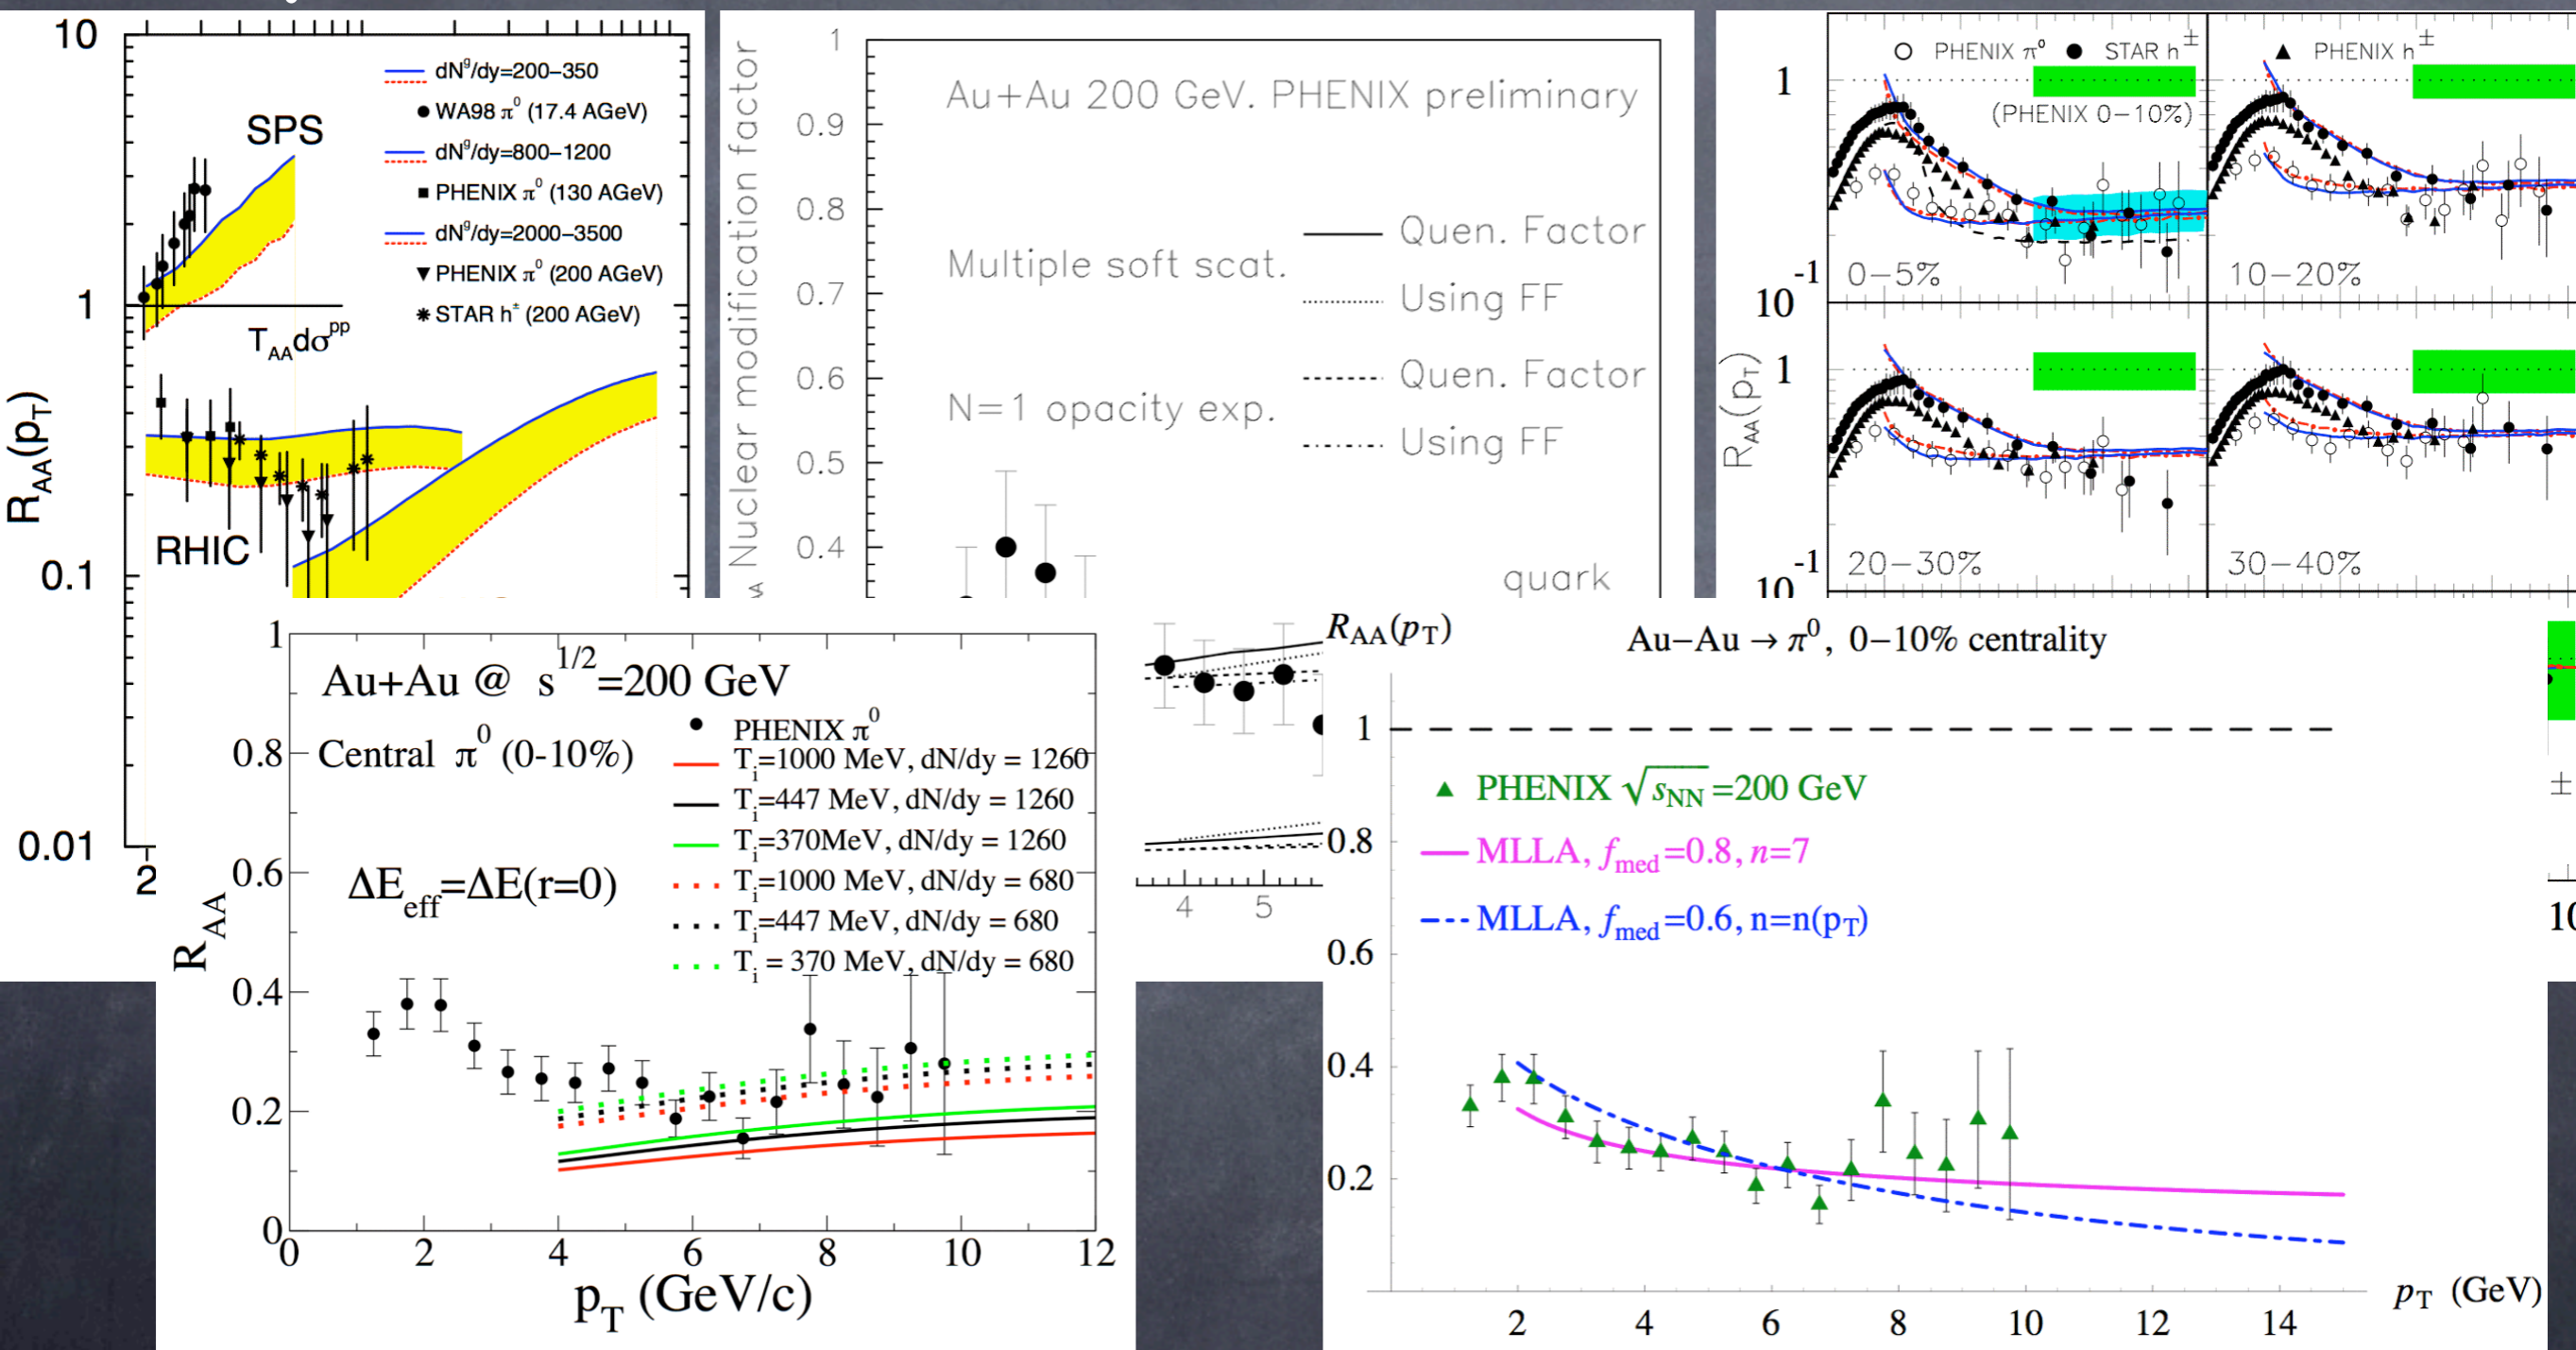 10
1
0.1
0.01
2
R_AA(p_T)
SPS
RHIC
T_AA dσ^pp
dN^g/dy=200–350
WA98 π^0 (17.4 AGeV)
dN^g/dy=800–1200
PHENIX π^0 (130 AGeV)
dN^g/dy=2000–3500
PHENIX π^0 (200 AGeV)
STAR h^± (200 AGeV)
Nuclear modification factor
1
0.9
0.8
0.7
0.6
0.5
0.4
Au+Au 200 GeV. PHENIX preliminary
Multiple soft scat.
Quen. Factor
Using FF
N=1 opacity exp.
Quen. Factor
Using FF
quark
4 5
R_AA(p_T)
PHENIX π^0 STAR h^± PHENIX h^±
1
(PHENIX 0–10%)
0–5% 10–20%
10^-1
1
20–30% 30–40%
10^-1
±
Au+Au @ s^1/2=200 GeV
Central π^0 (0-10%)
ΔE_eff=ΔE(r=0)
PHENIX π^0
T_i=1000 MeV, dN/dy = 1260
T_i=447 MeV, dN/dy = 1260
T_i=370MeV, dN/dy = 1260
T_i=1000 MeV, dN/dy = 680
T_i=447 MeV, dN/dy = 680
T_i = 370 MeV, dN/dy = 680
R_AA
1
0.8
0.6
0.4
0.2
0
0 2 4 6 8 10 12
p_T (GeV/c)
R_AA(p_T)
Au–Au → π^0, 0–10% centrality
1
0.8
0.6
0.4
0.2
PHENIX √s_NN=200 GeV
MLLA, f_med=0.8, n=7
MLLA, f_med=0.6, n=n(p_T)
2 4 6 8 10 12 14
p_T (GeV)